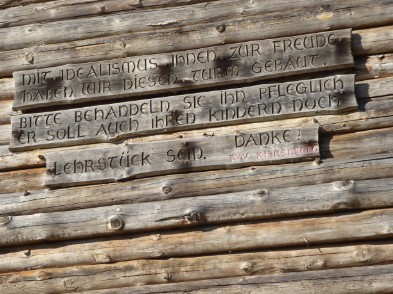 MIT IDEALISMUS IHNEN ZUR FREUDE
HABEN WIR DIESEN TURM GEBAUT.
BITTE BEHANDELN SIE IHN PFLEGLICH
ER SOLL AUCH IHREN KINDERN NOCH
LEHRSTÜCK SEIN. DANKE!